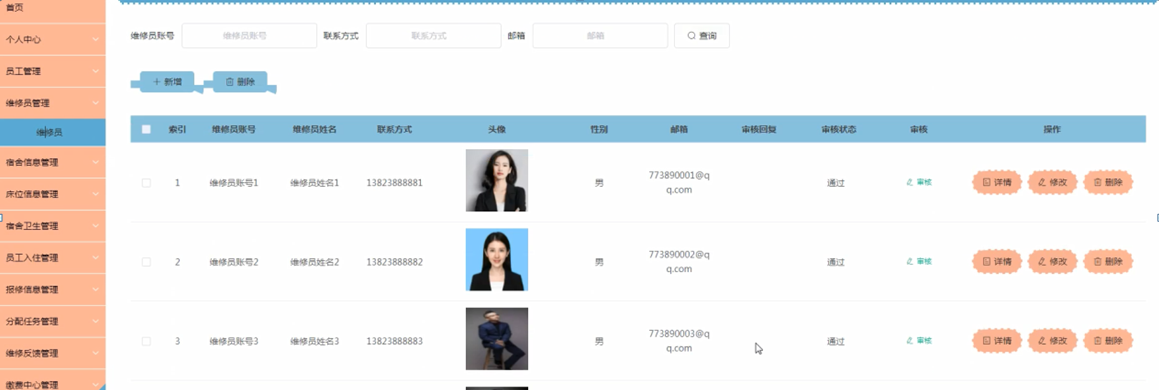 首页
个人中心
员工管理
维修员管理
维修员
宿舍信息管理
床位信息管理
宿舍卫生管理
员工入住管理
报修信息管理
分配任务管理
维修反馈管理
缴费中心管理
维修员账号 维修员账号 联系方式 联系方式 邮箱 邮箱 查询
新增 删除
索引 维修员账号 维修员姓名 联系方式 头像 性别 邮箱 审核回复 审核状态 审核 操作
1 维修员账号1 维修员姓名1 13823888881 男 773890001@q
q.com 通过 审核 详情 修改 删除
2 维修员账号2 维修员姓名2 13823888882 男 773890002@q
q.com 通过 审核 详情 修改 删除
3 维修员账号3 维修员姓名3 13823888883 男 773890003@q
q.com 通过 审核 详情 修改 删除